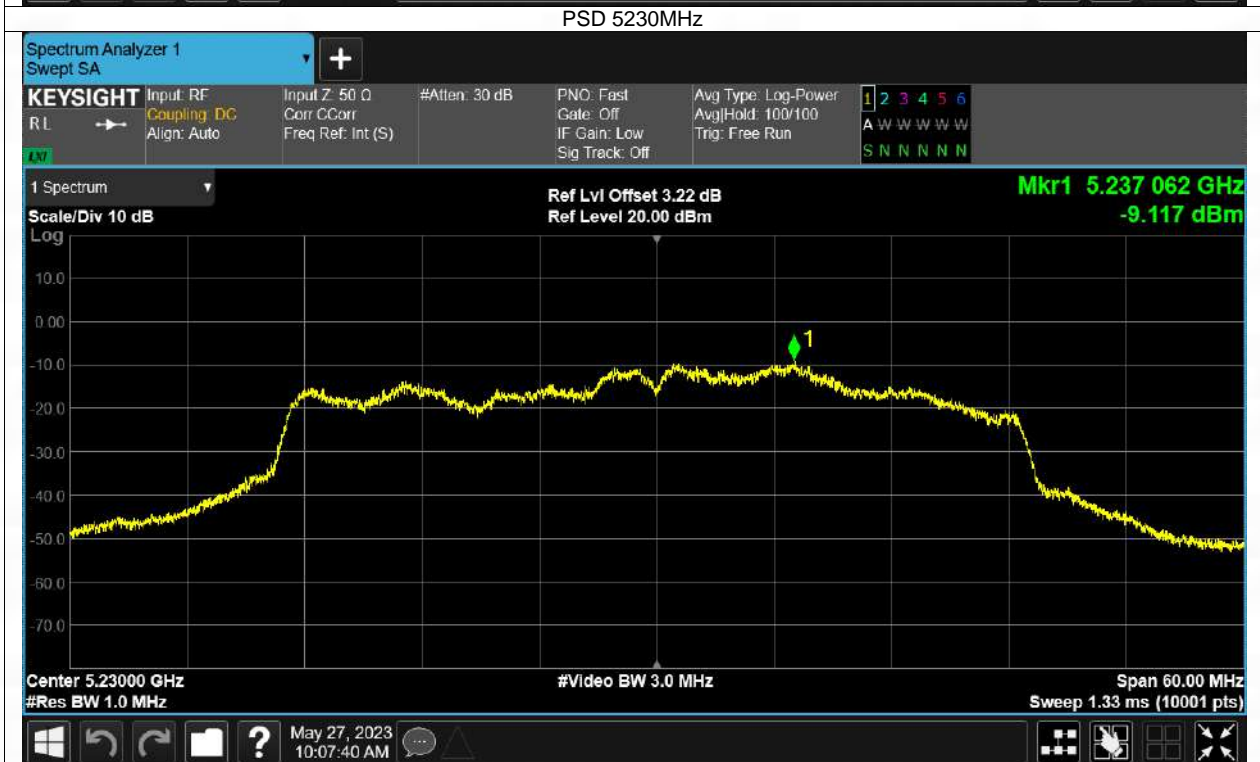 PSD 5230MHz
Spectrum Analyzer 1
Swept SA
+
KEYSIGHT
RL
LXI
Input: RF
Coupling: DC
Align: Auto
Input Z: 50 Ω
Corr CCorr
Freq Ref: Int (S)
#Atten: 30 dB
PNO: Fast
Gate: Off
IF Gain: Low
Sig Track: Off
Avg Type: Log-Power
Avg|Hold: 100/100
Trig: Free Run
1 2 3 4 5 6
A W W W W W
S N N N N N
1 Spectrum
Scale/Div 10 dB
Log
Ref Lvl Offset 3.22 dB
Ref Level 20.00 dBm
Mkr1 5.237 062 GHz
-9.117 dBm
10.0
0.00
-10.0
-20.0
-30.0
-40.0
-50.0
-60.0
-70.0
1
Center 5.23000 GHz
#Res BW 1.0 MHz
#Video BW 3.0 MHz
Span 60.00 MHz
Sweep 1.33 ms (10001 pts)
?
May 27, 2023
10:07:40 AM